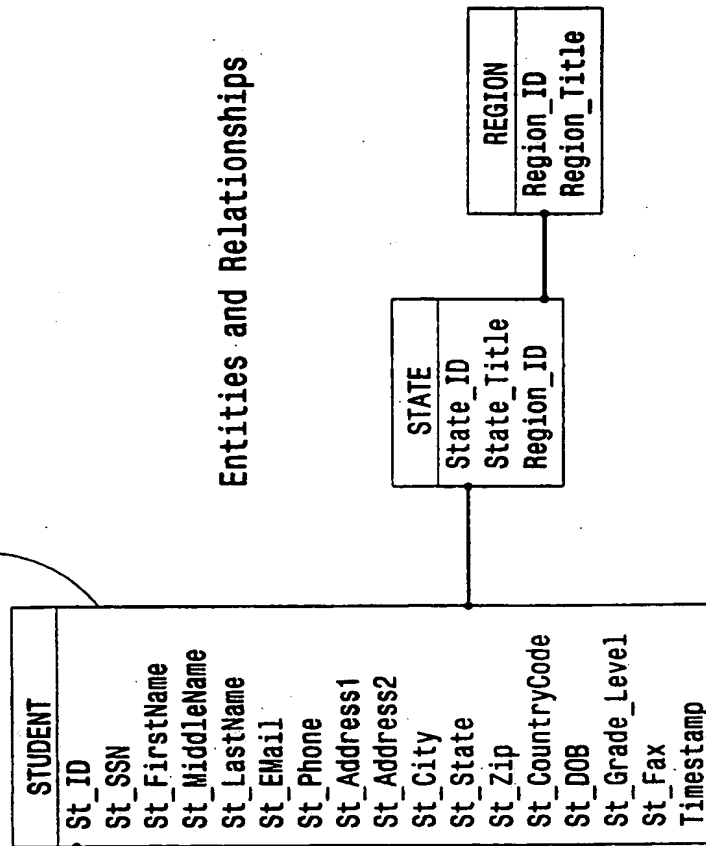 Entities and Relationships
STUDENT
St_ID
St_SSN
St_FirstName
St_MiddleName
St_LastName
St_EMail
St_Phone
St_Address1
St_Address2
St_City
St_State
St_Zip
St_CountryCode
St_DOB
St_Grade_Level
St_Fax
Timestamp
STATE
State_ID
State_Title
Region_ID
REGION
Region_ID
Region_Title